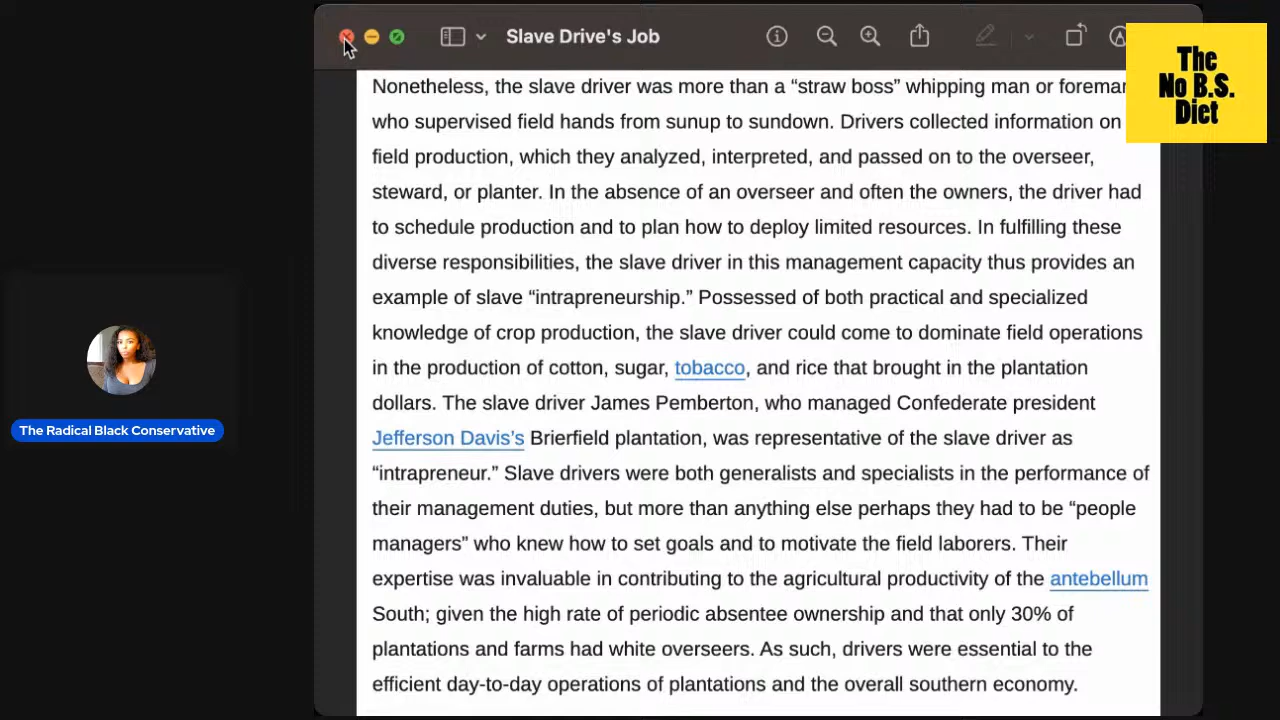 Slave Drive's Job
The
No B.S.
Diet
Nonetheless, the slave driver was more than a “straw boss” whipping man or foreman
who supervised field hands from sunup to sundown. Drivers collected information on
field production, which they analyzed, interpreted, and passed on to the overseer,
steward, or planter. In the absence of an overseer and often the owners, the driver had
to schedule production and to plan how to deploy limited resources. In fulfilling these
diverse responsibilities, the slave driver in this management capacity thus provides an
example of slave “intrapreneurship.” Possessed of both practical and specialized
knowledge of crop production, the slave driver could come to dominate field operations
in the production of cotton, sugar, tobacco, and rice that brought in the plantation
dollars. The slave driver James Pemberton, who managed Confederate president
Jefferson Davis’s Brierfield plantation, was representative of the slave driver as
“intrapreneur.” Slave drivers were both generalists and specialists in the performance of
their management duties, but more than anything else perhaps they had to be “people
managers” who knew how to set goals and to motivate the field laborers. Their
expertise was invaluable in contributing to the agricultural productivity of the antebellum
South; given the high rate of periodic absentee ownership and that only 30% of
plantations and farms had white overseers. As such, drivers were essential to the
efficient day-to-day operations of plantations and the overall southern economy.
The Radical Black Conservative